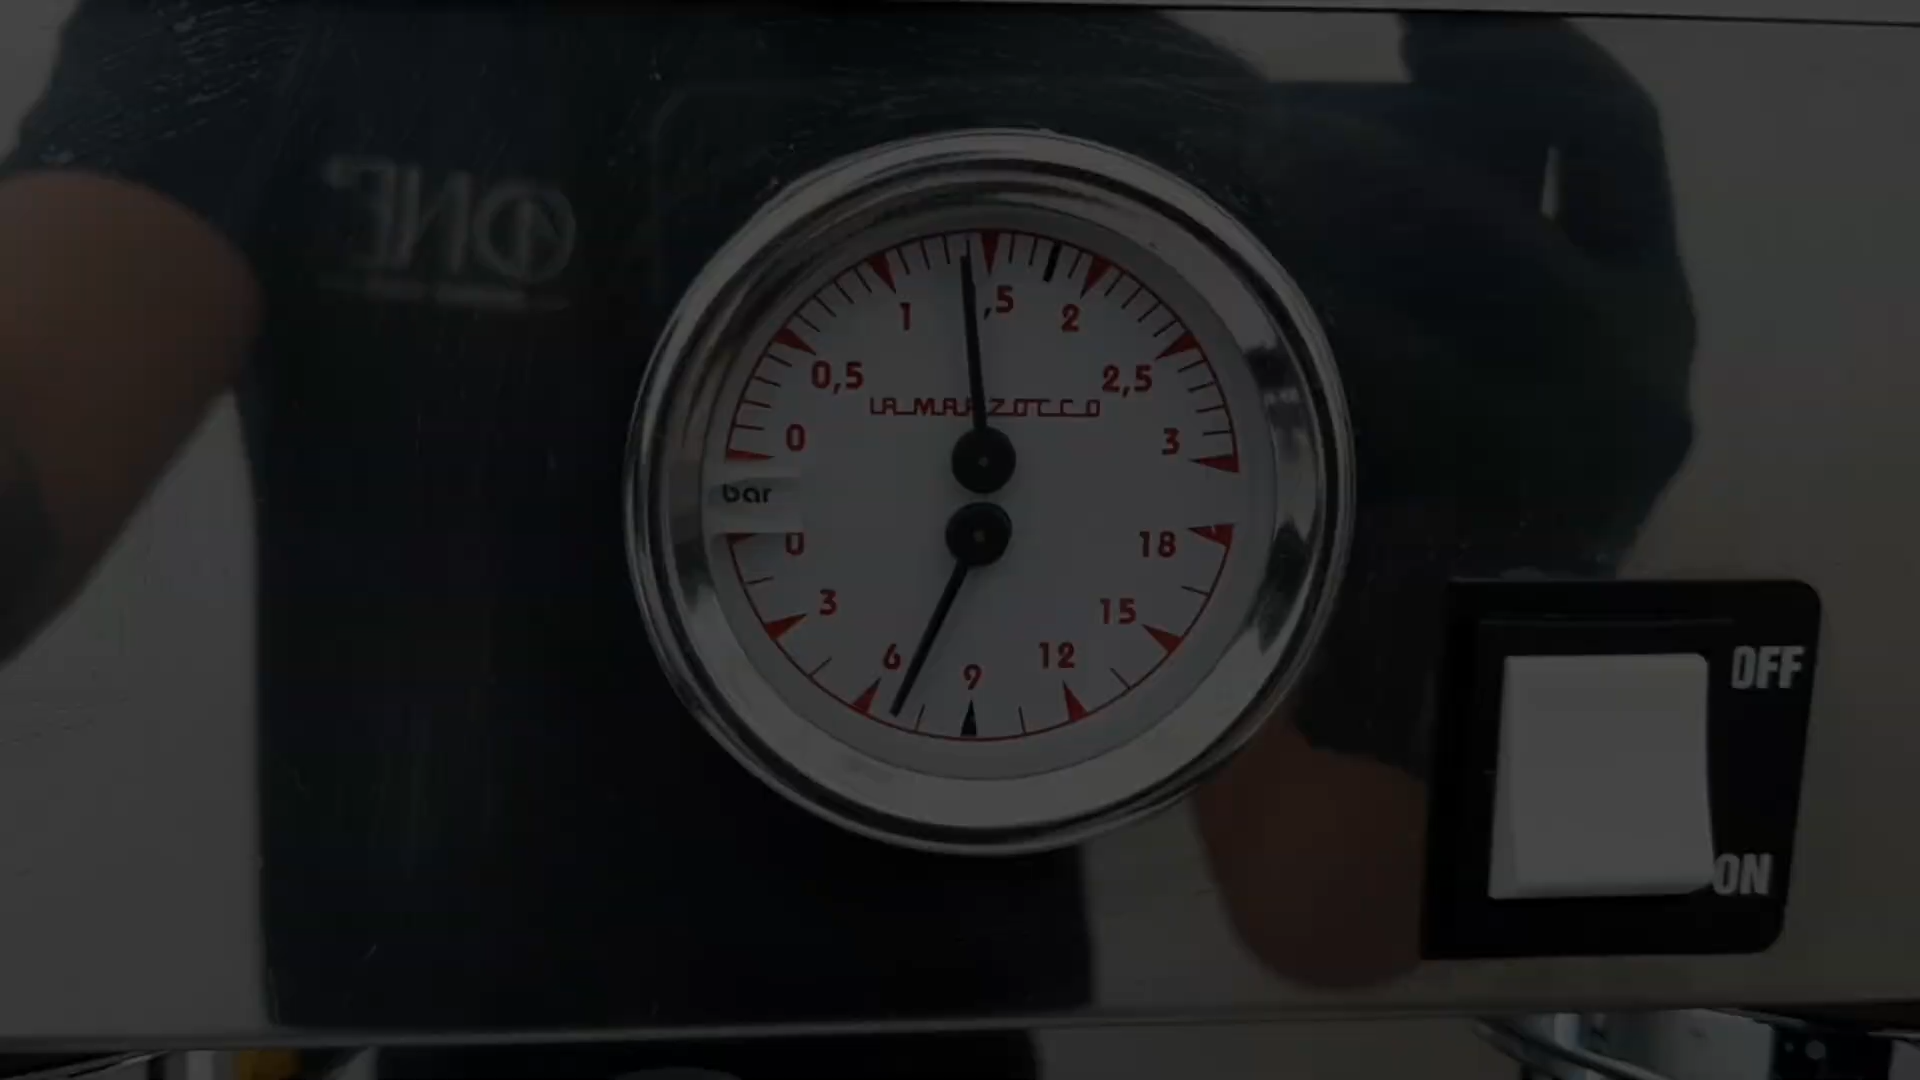 ONE
1 ,5 2
0,5 2,5
LA MARZOCCO
0 3
bar
0 18
3 15
6 9 12
OFF
ON